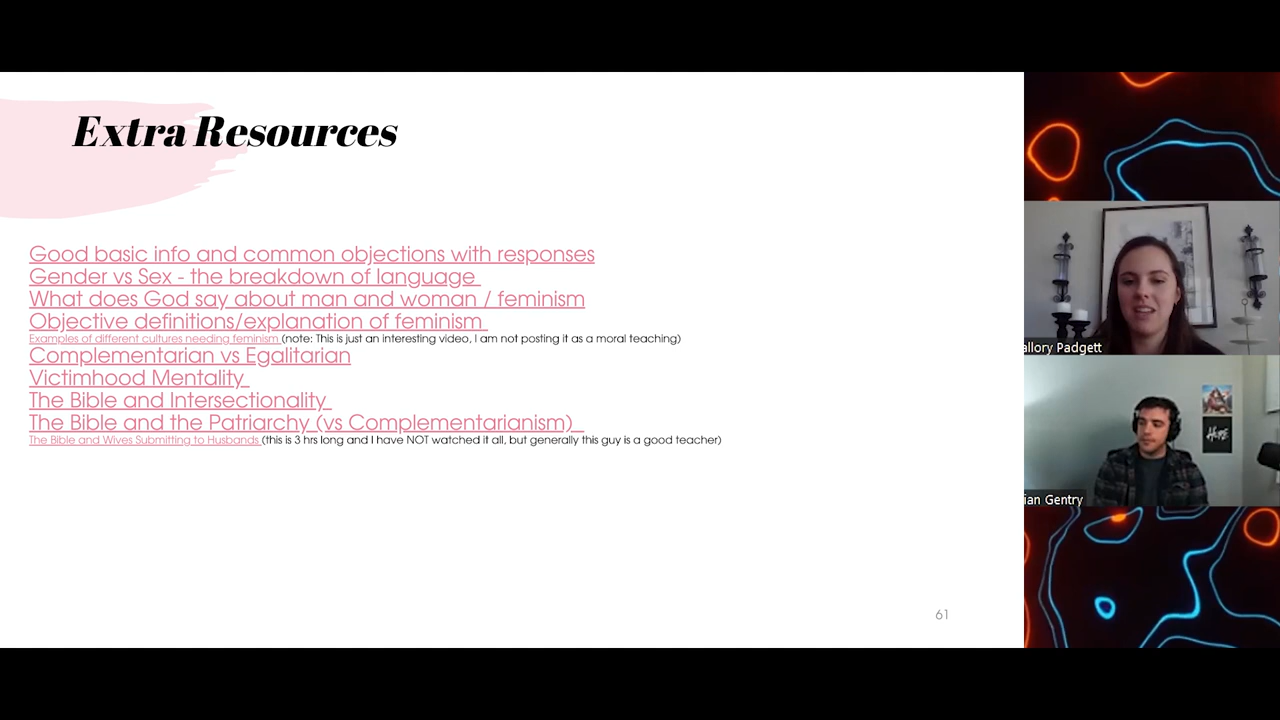 Extra Resources
Good basic info and common objections with responses
Gender vs Sex - the breakdown of language
What does God say about man and woman / feminism
Objective definitions/explanation of feminism
Examples of different cultures needing feminism (note: This is just an interesting video, I am not posting it as a moral teaching)
Complementarian vs Egalitarian
Victimhood Mentality
The Bible and Intersectionality
The Bible and the Patriarchy (vs Complementarianism)
The Bible and Wives Submitting to Husbands (this is 3 hrs long and I have NOT watched it all, but generally this guy is a good teacher)
61
allory Padgett
HOPE
ian Gentry